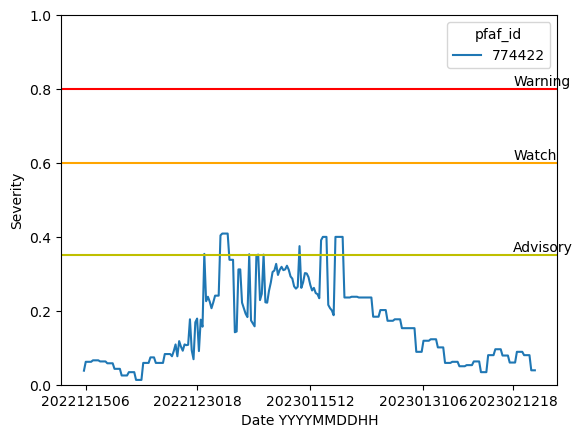 1.0
pfaf_id
774422
0.8
Warning
0.6
Watch
Severity
0.4
Advisory
0.2
0.0
2022121506 2022123018 2023011512 2023013106 2023021218
Date YYYYMMDDHH